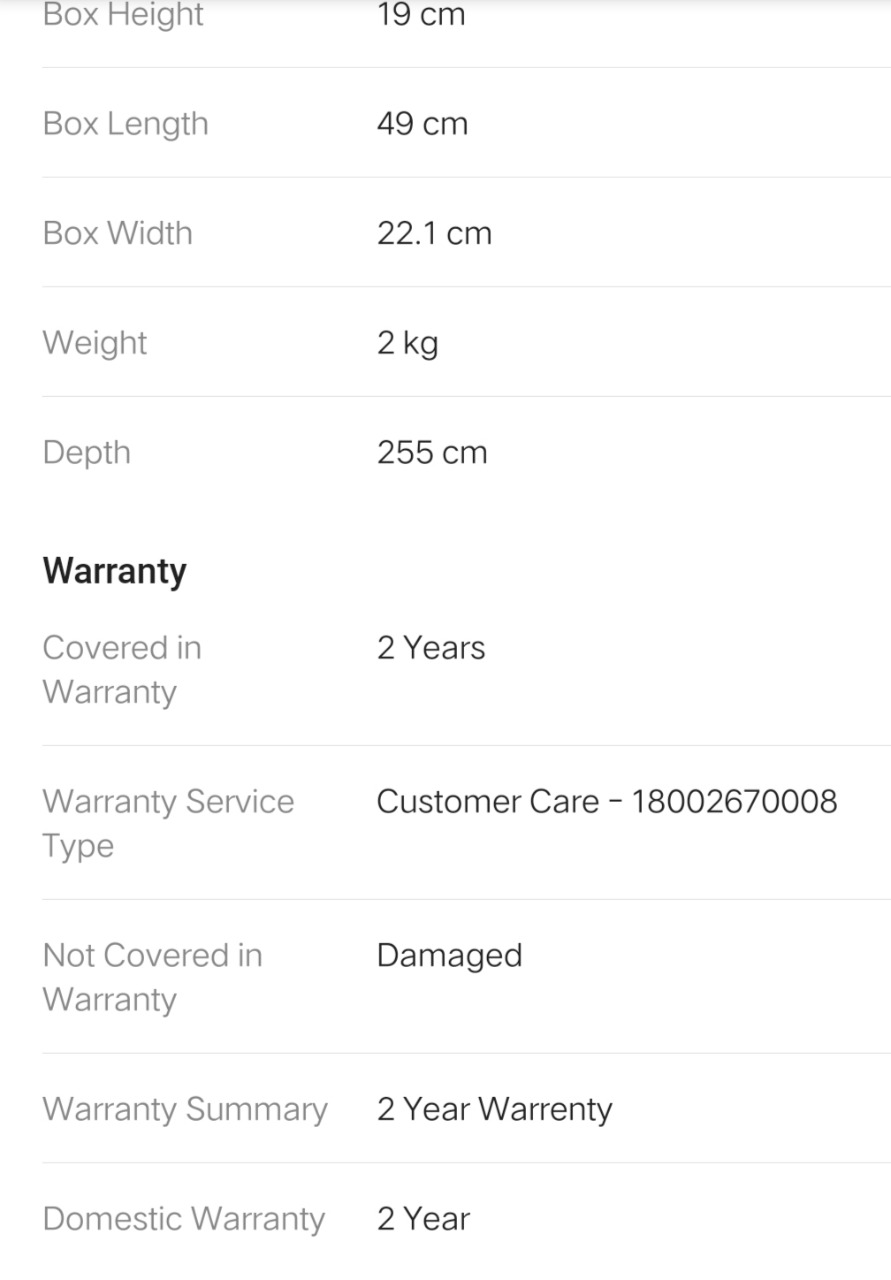 Box Height 19 cm
Box Length 49 cm
Box Width 22.1 cm
Weight 2 kg
Depth 255 cm
Warranty
Covered in 2 Years
Warranty
Warranty Service Customer Care - 18002670008
Type
Not Covered in Damaged
Warranty
Warranty Summary 2 Year Warrenty
Domestic Warranty 2 Year